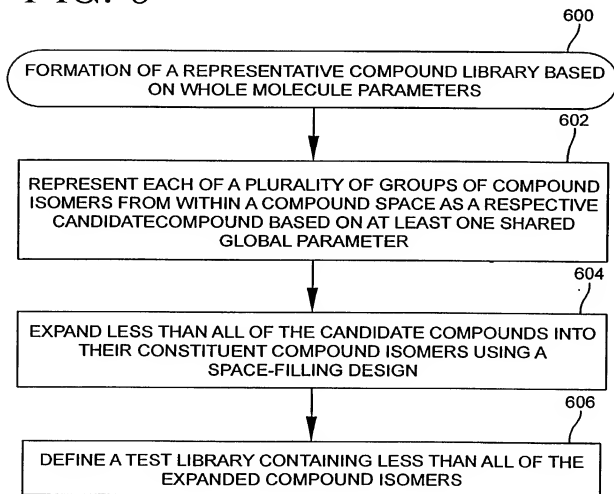 600
FORMATION OF A REPRESENTATIVE COMPOUND LIBRARY BASED
ON WHOLE MOLECULE PARAMETERS
602
REPRESENT EACH OF A PLURALITY OF GROUPS OF COMPOUND
ISOMERS FROM WITHIN A COMPOUND SPACE AS A RESPECTIVE
CANDIDATECOMPOUND BASED ON AT LEAST ONE SHARED
GLOBAL PARAMETER
604
EXPAND LESS THAN ALL OF THE CANDIDATE COMPOUNDS INTO
THEIR CONSTITUENT COMPOUND ISOMERS USING A
SPACE-FILLING DESIGN
606
DEFINE A TEST LIBRARY CONTAINING LESS THAN ALL OF THE
EXPANDED COMPOUND ISOMERS